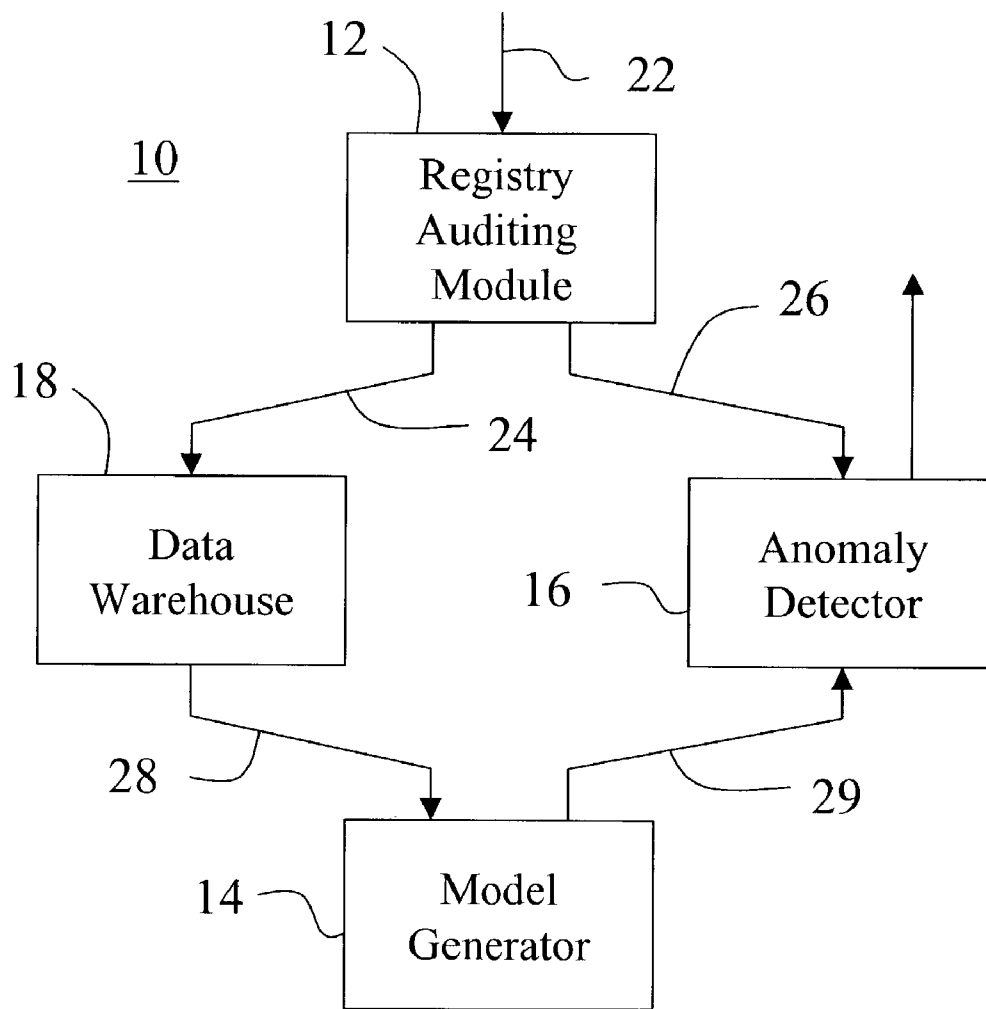 12
22
10
Registry
Auditing
Module
26
18
24
Data
Warehouse
Anomaly
Detector
16
28
29
14
Model
Generator